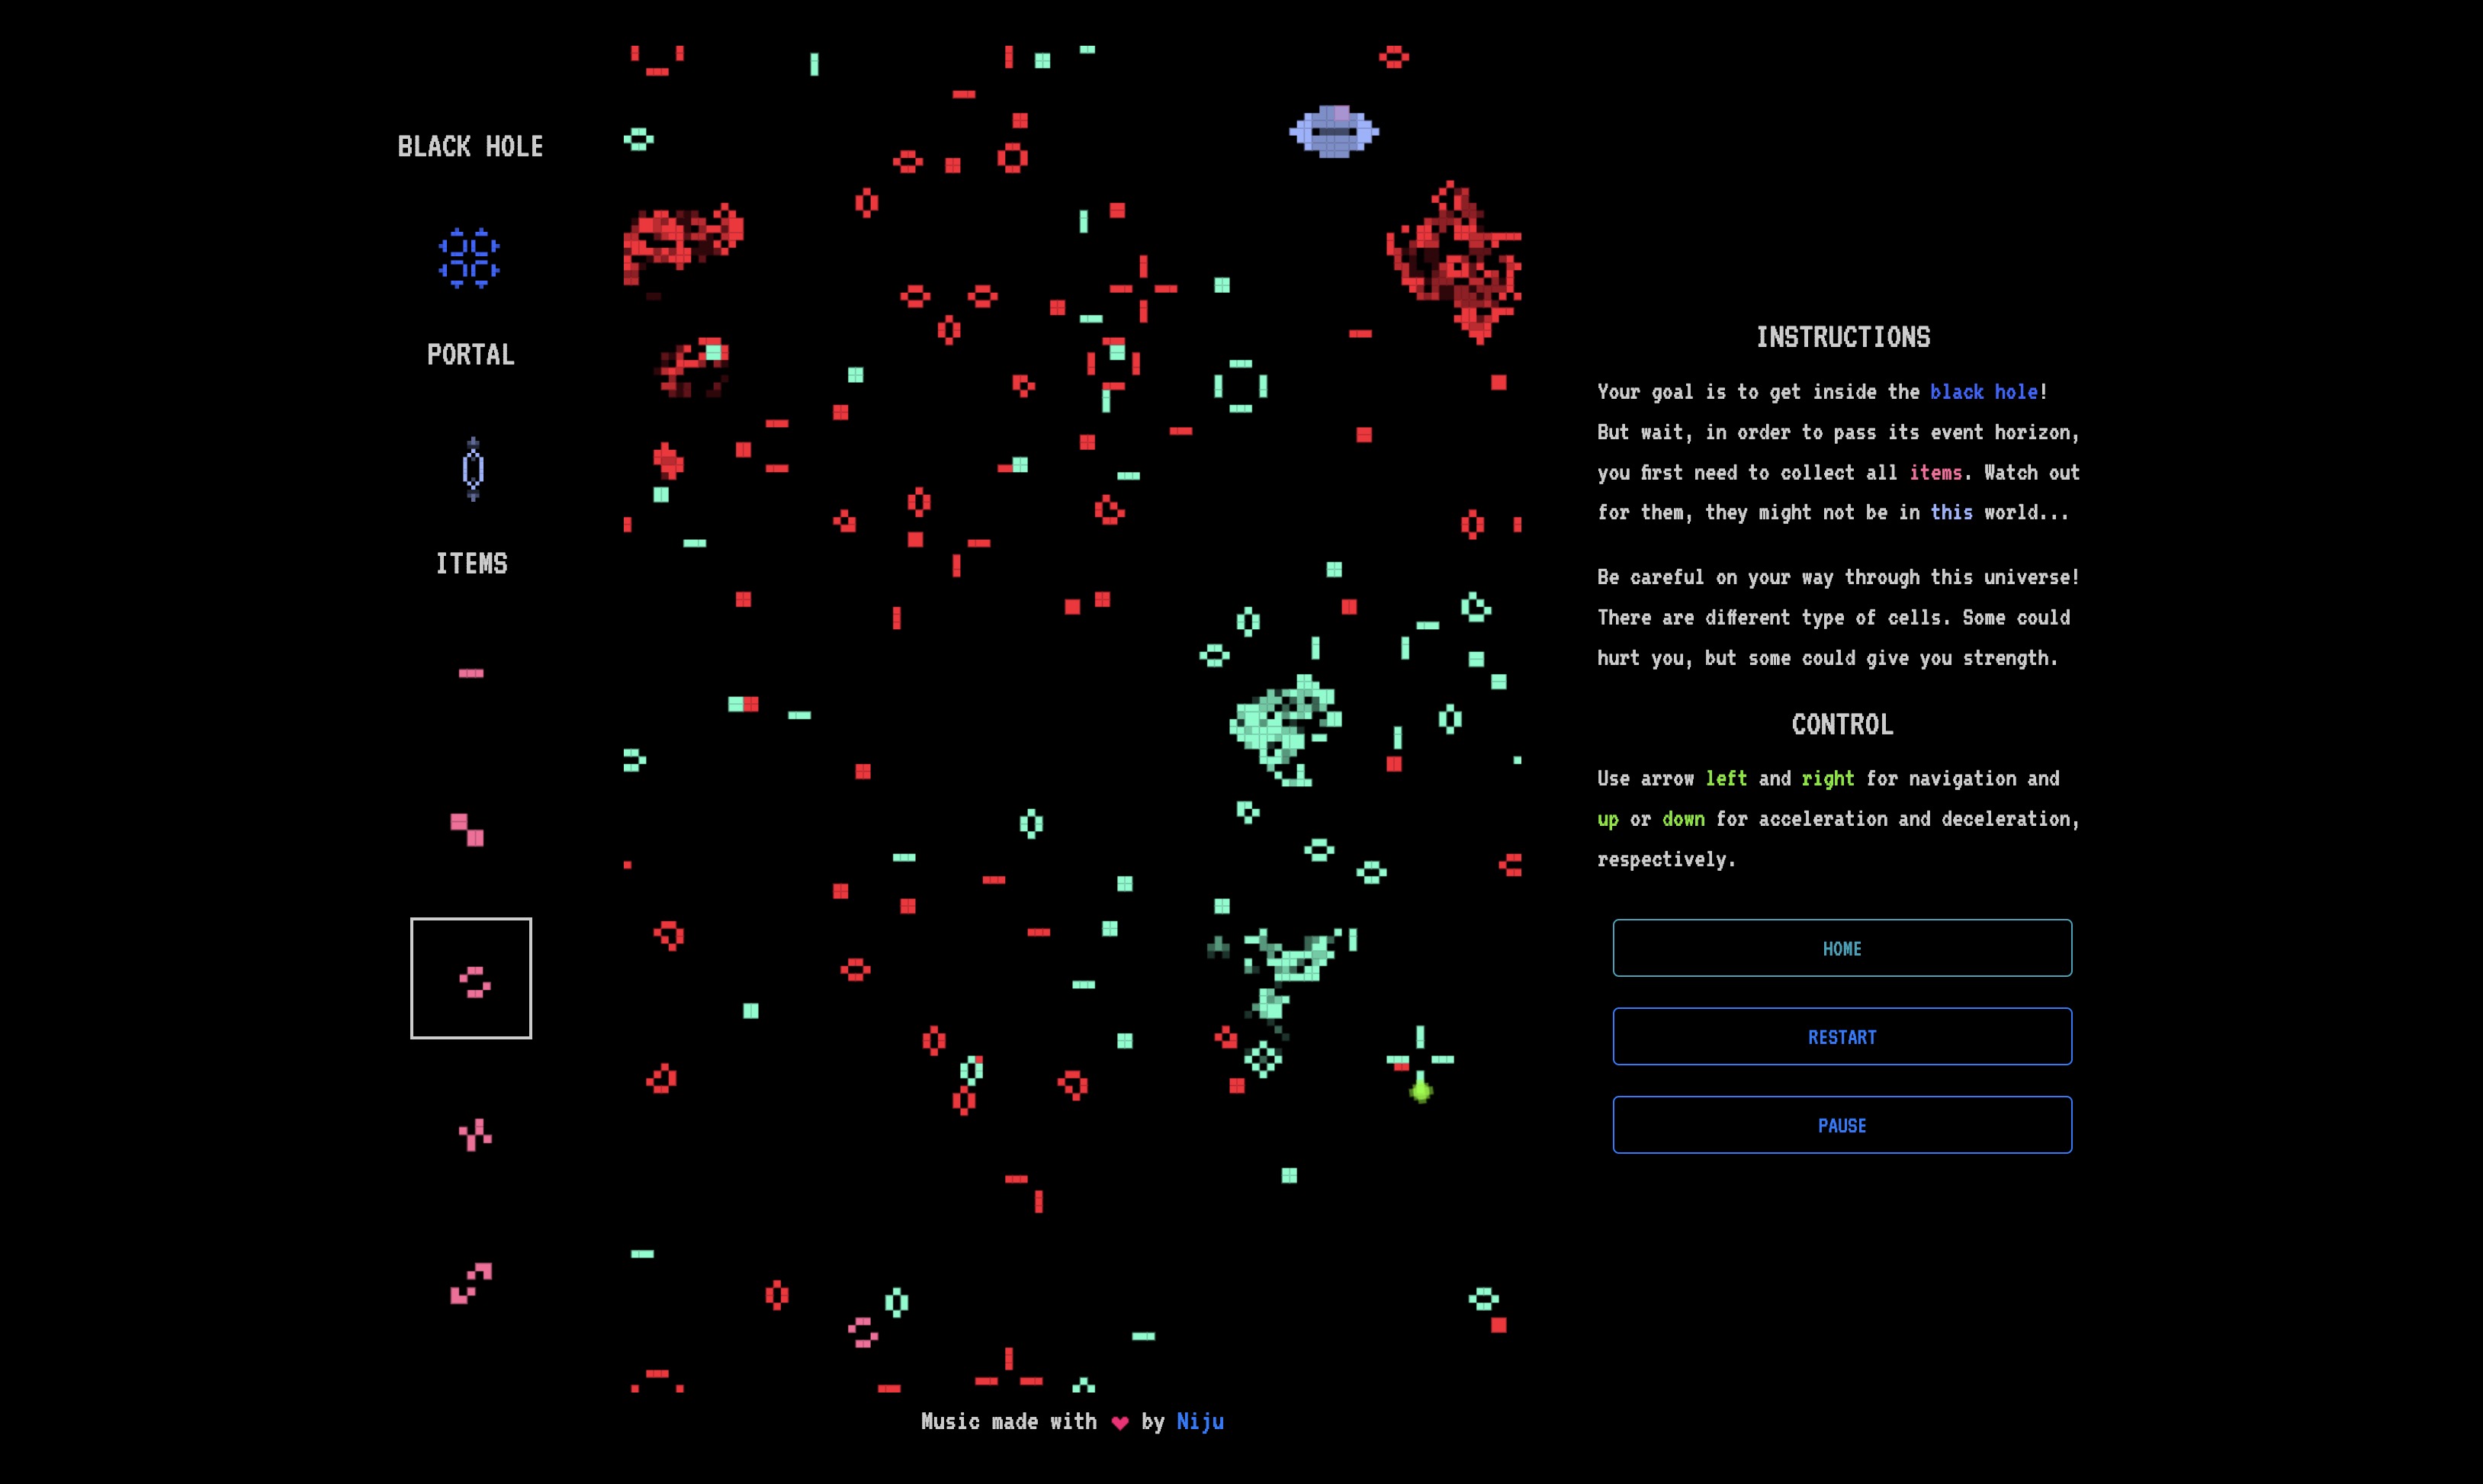 BLACK HOLE
PORTAL
ITEMS
INSTRUCTIONS
Your goal is to get inside the black hole!
But wait, in order to pass its event horizon,
you first need to collect all items. Watch out
for them, they might not be in this world...
Be careful on your way through this universe!
There are different type of cells. Some could
hurt you, but some could give you strength.
CONTROL
Use arrow left and right for navigation and
up or down for acceleration and deceleration,
respectively.
HOME
RESTART
PAUSE
Music made with ♥ by Niju